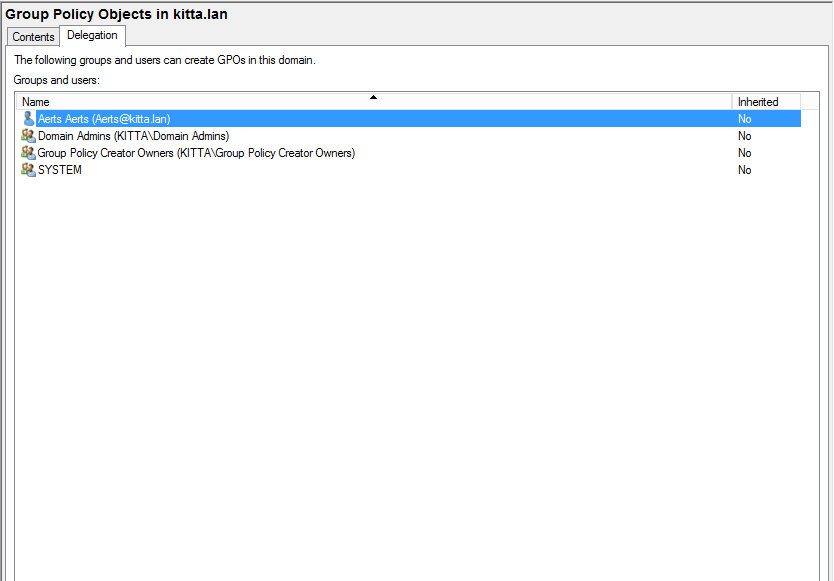 Group Policy Objects in kitta.lan
Contents Delegation
The following groups and users can create GPOs in this domain.
Groups and users:
Name Inherited
Aerts Aerts (Aerts@kitta.lan) No
Domain Admins (KITTA\Domain Admins) No
Group Policy Creator Owners (KITTA\Group Policy Creator Owners) No
SYSTEM No